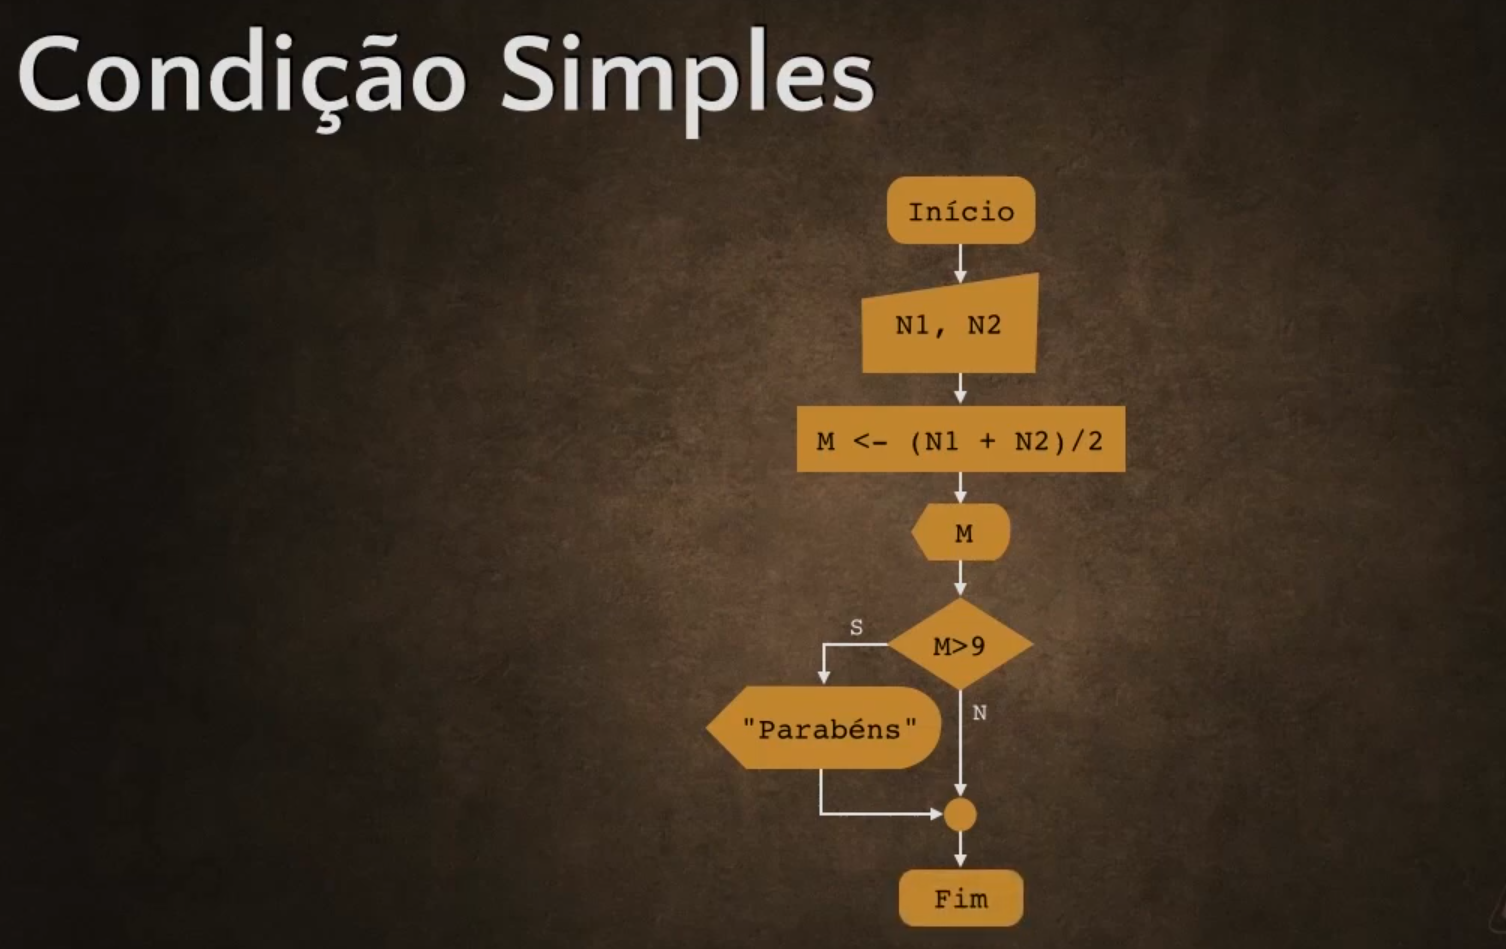 Condição Simples
Início
N1, N2
M <- (N1 + N2)/2
M
M>9
S
"Parabéns"
N
Fim